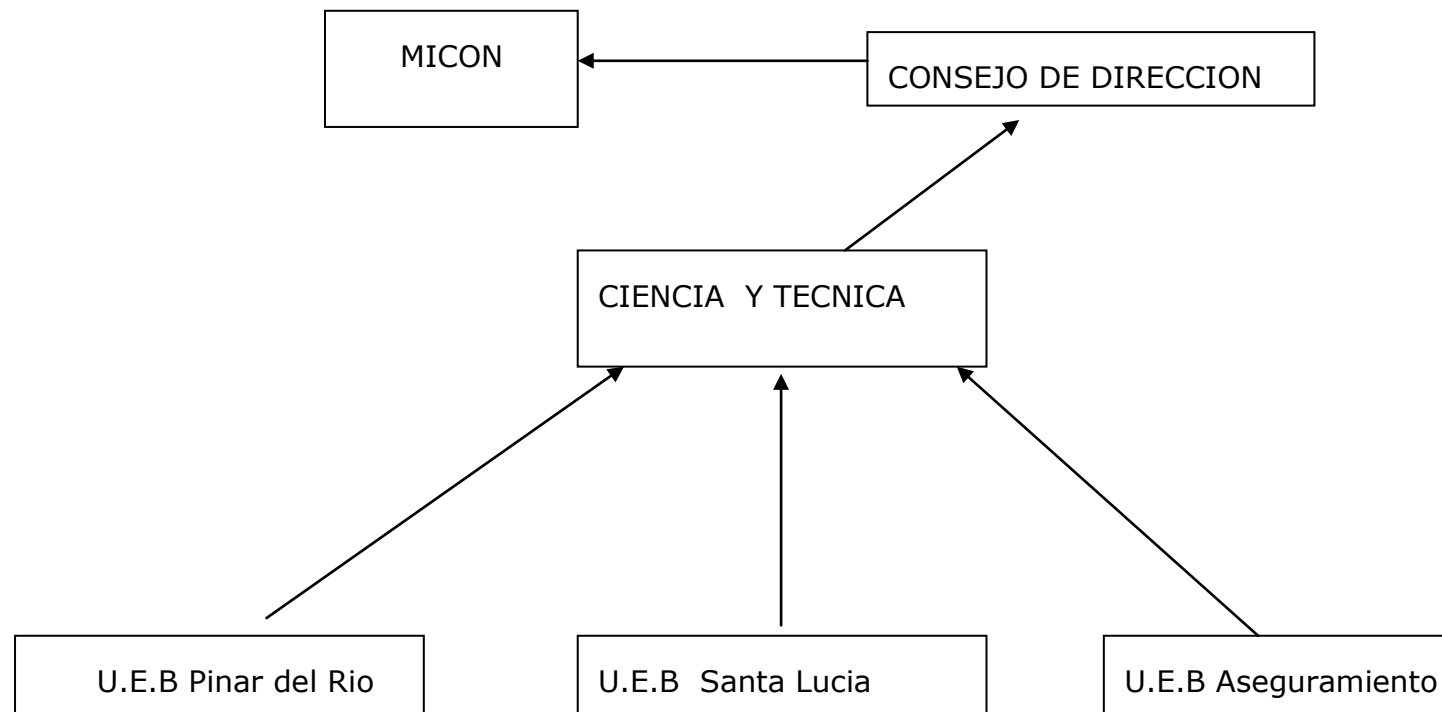 MICON
CONSEJO DE DIRECCION
CIENCIA  Y TECNICA
U.E.B Pinar del Rio
U.E.B  Santa Lucia
U.E.B Aseguramiento